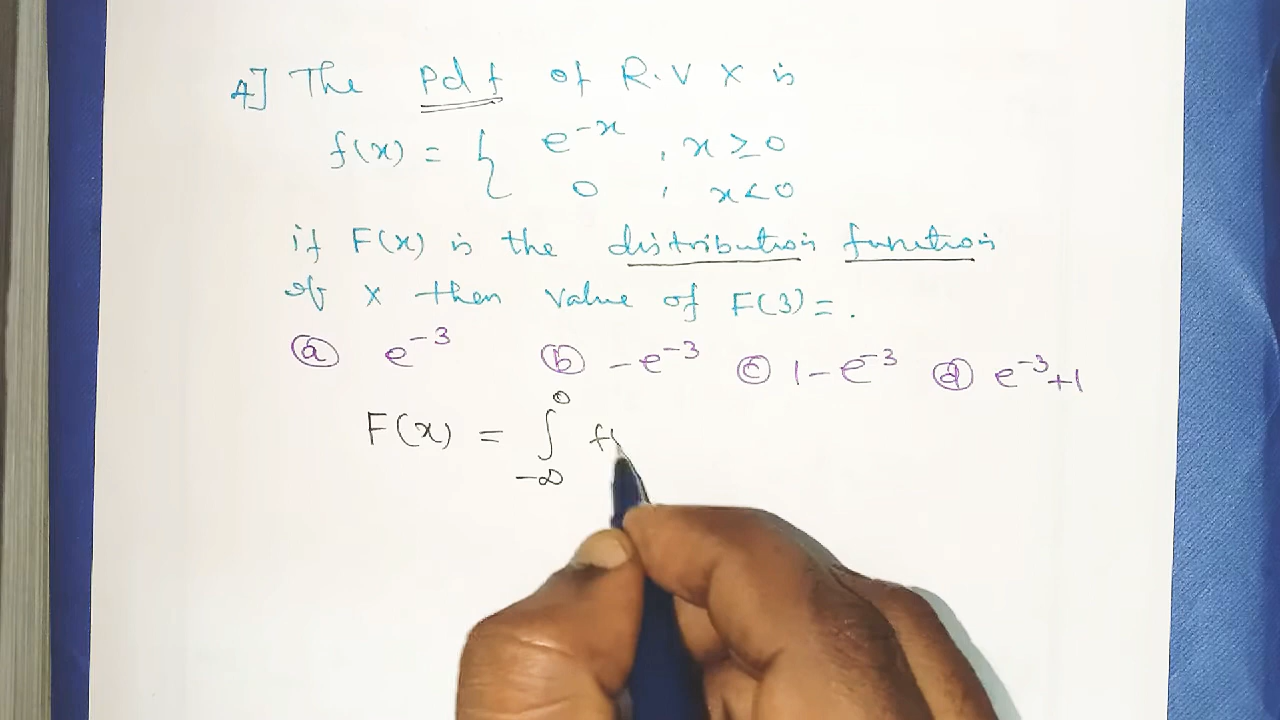 4] The Pdf of R.V X is
f(x) = { e^-x , x ≥ 0
0 , x < 0
if F(x) is the distribution function
of X then value of F(3) = .
ⓐ e^-3 ⓑ -e^-3 ⓒ 1-e^-3 ⓓ e^-3+1
F(x) = ∫_-∞^0 f(